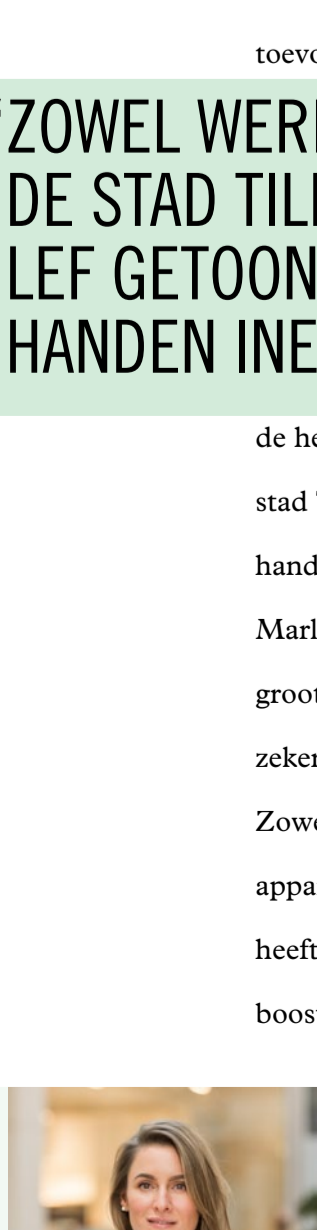 toevo
ZOWEL WER
DE STAD TIL
LEF GETOON
HANDEN INE
de he
stad
hand
Marl
groot
zeker
Zowe
appa
heeft
boos